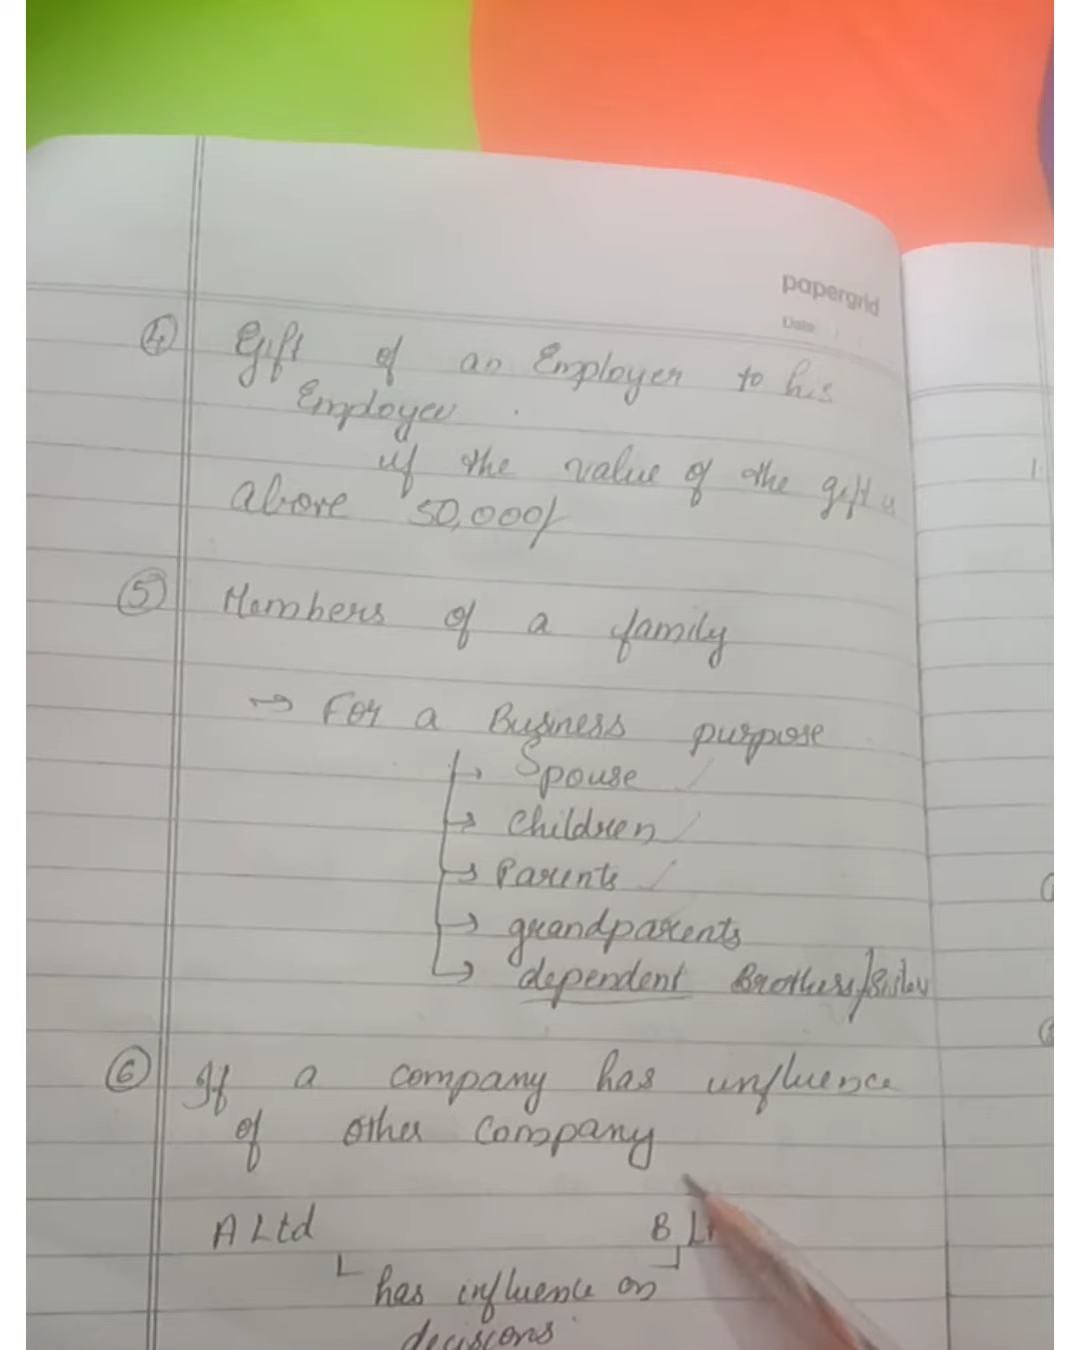 papergrid
Date
④ Gift of an Employer to his
Employee.
if the value of the gift is
above 50,000/
⑤ Members of a family
→ For a Business purpose
→ Spouse
→ Children
→ Parents
→ grandparents
→ dependent Brothers/Sister
⑥ If a company has influence
of other Company
A Ltd B
has influence on
decisions